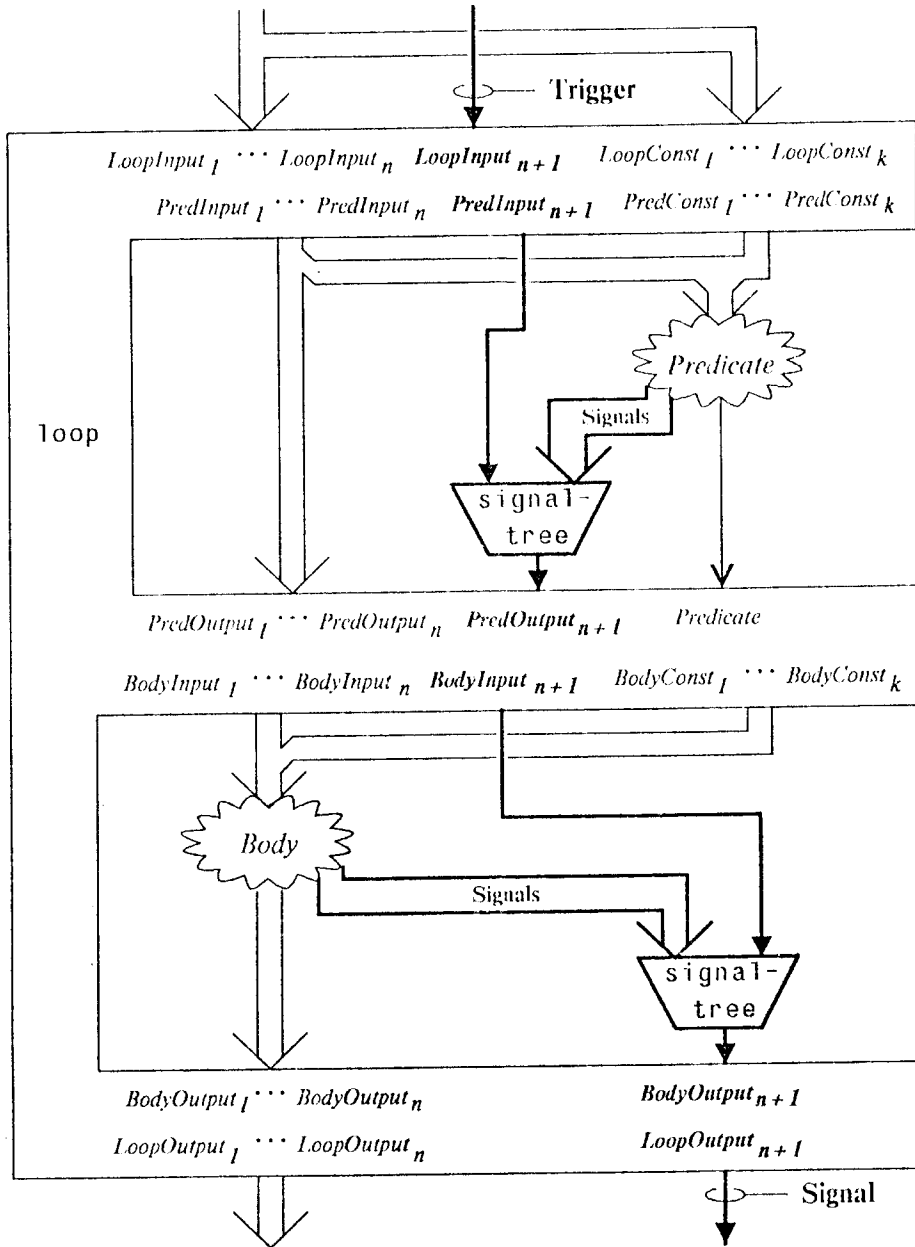 Trigger
LoopInput 1 ··· LoopInput n LoopInput n+1 LoopConst 1 ··· LoopConst k
PredInput 1 ··· PredInput n PredInput n+1 PredConst 1 ··· PredConst k
Predicate
Signals
loop
signal-
tree
PredOutput 1 ··· PredOutput n PredOutput n+1 Predicate
BodyInput 1 ··· BodyInput n BodyInput n+1 BodyConst 1 ··· BodyConst k
Body
Signals
signal-
tree
BodyOutput 1 ··· BodyOutput n BodyOutput n+1
LoopOutput 1 ··· LoopOutput n LoopOutput n+1
Signal